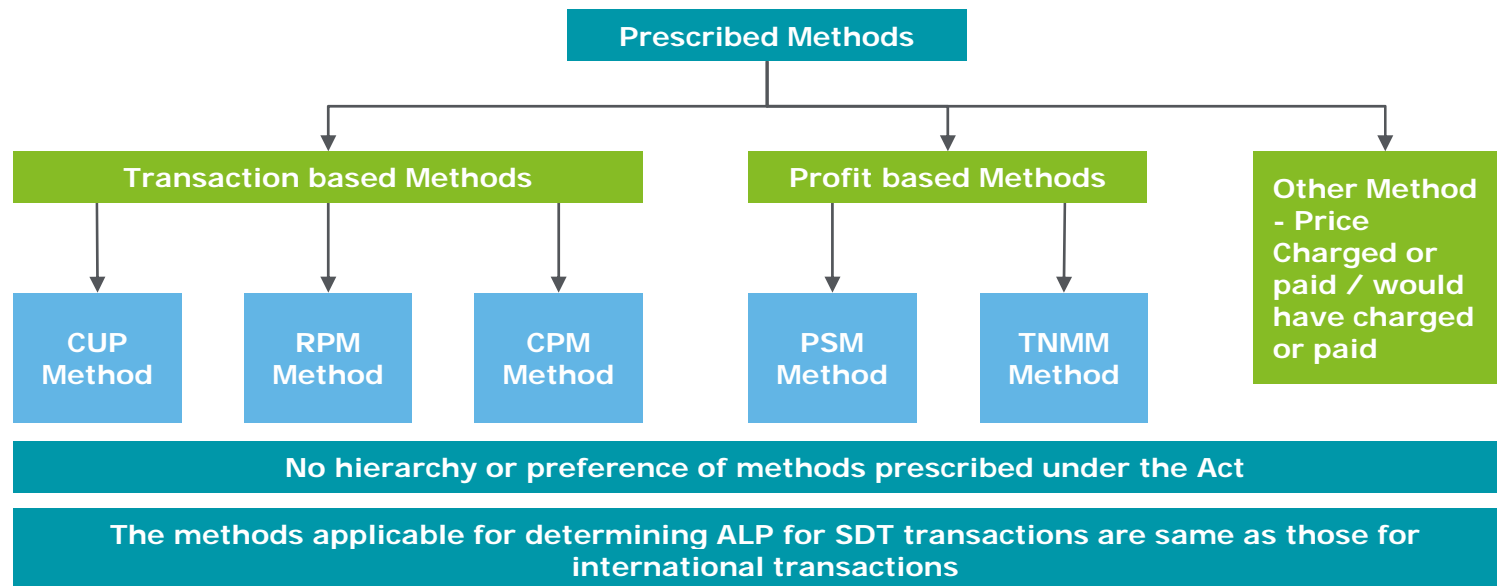 Prescribed Methods
Transaction based Methods
Profit based Methods
Other Method
- Price
Charged or
paid / would
have charged
or paid
CUP
Method
RPM
Method
CPM
Method
PSM
Method
TNMM
Method
No hierarchy or preference of methods prescribed under the Act
The methods applicable for determining ALP for SDT transactions are same as those for
international transactions